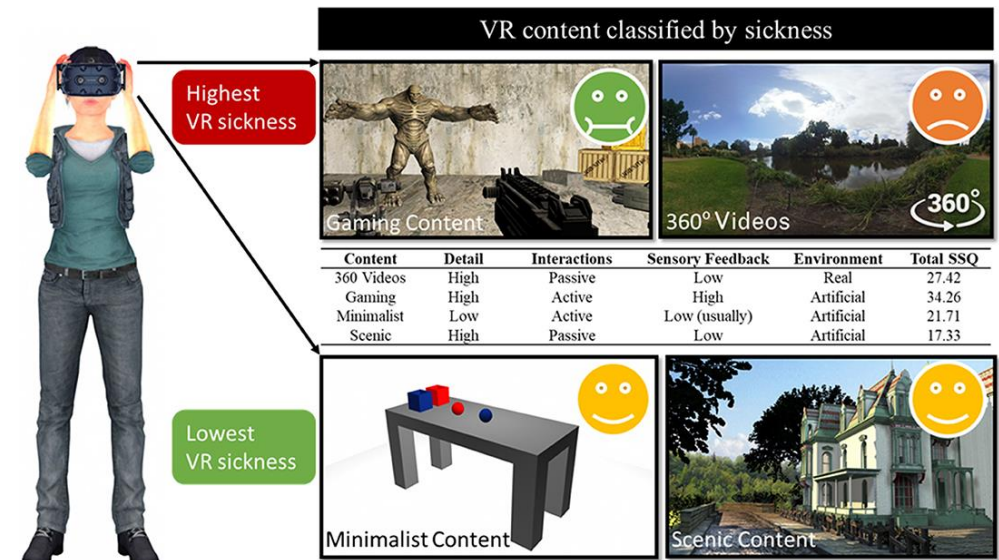 VR content classified by sickness
Highest
VR sickness
Gaming Content
360° Videos
360°
Content Detail Interactions Sensory Feedback Environment Total SSQ
360 Videos High Passive Low Real 27.42
Gaming High Active High Artificial 34.26
Minimalist Low Active Low (usually) Artificial 21.71
Scenic High Passive Low Artificial 17.33
Lowest
VR sickness
Minimalist Content
Scenic Content